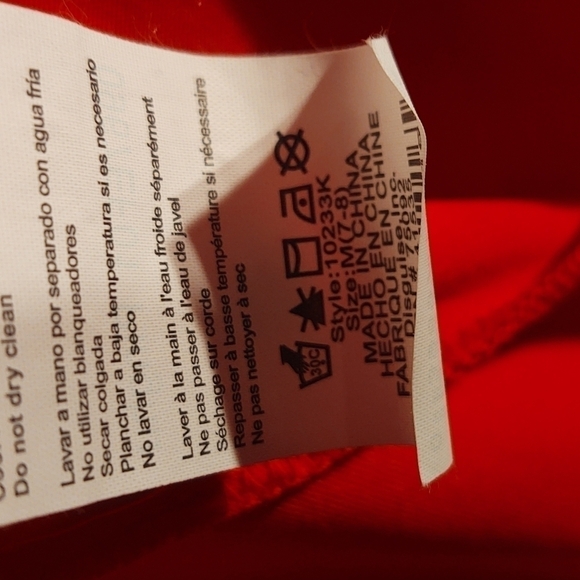 Do not dry clean
Lavar a mano por separado con agua fría
No utilizar blanqueadores
Secar colgada
Planchar a baja temperatura si es necesario
No lavar en seco
Laver à la main à l'eau froide séparément
Ne pas passer à l'eau de javel
Séchage sur corde
Repasser à basse température si nécessaire
Ne pas nettoyer à sec
30C
Style:10233K
Size:M(7-8)
MADE IN CHINA
HECHO EN CHINA
FABRIQUE EN CHINE